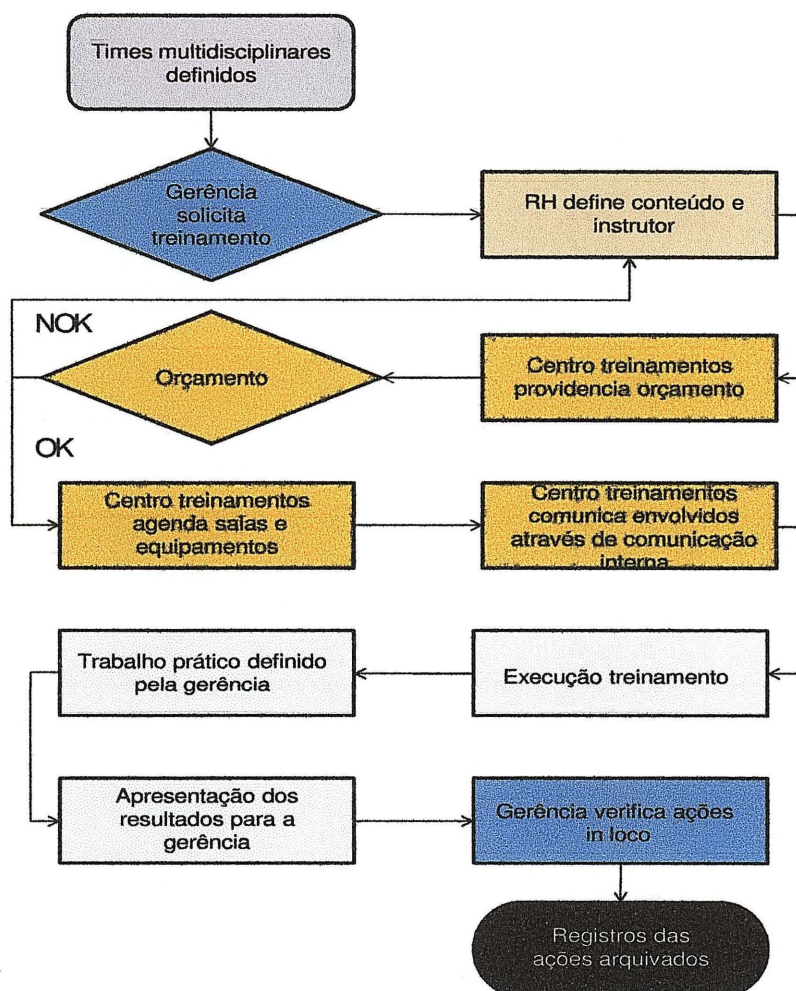 Times multidisciplinares
definidos
Gerência
solicita
treinamento
RH define conteúdo e
instrutor
NOK
Orçamento
Centro treinamentos
providencia orçamento
OK
Centro treinamentos
agenda salas e
equipamentos
Centro treinamentos
comunica envolvidos
através de comunicação
interna
Trabalho prático definido
pela gerência
Execução treinamento
Apresentação dos
resultados para a
gerência
Gerência verifica ações
in loco
Registros das
ações arquivados